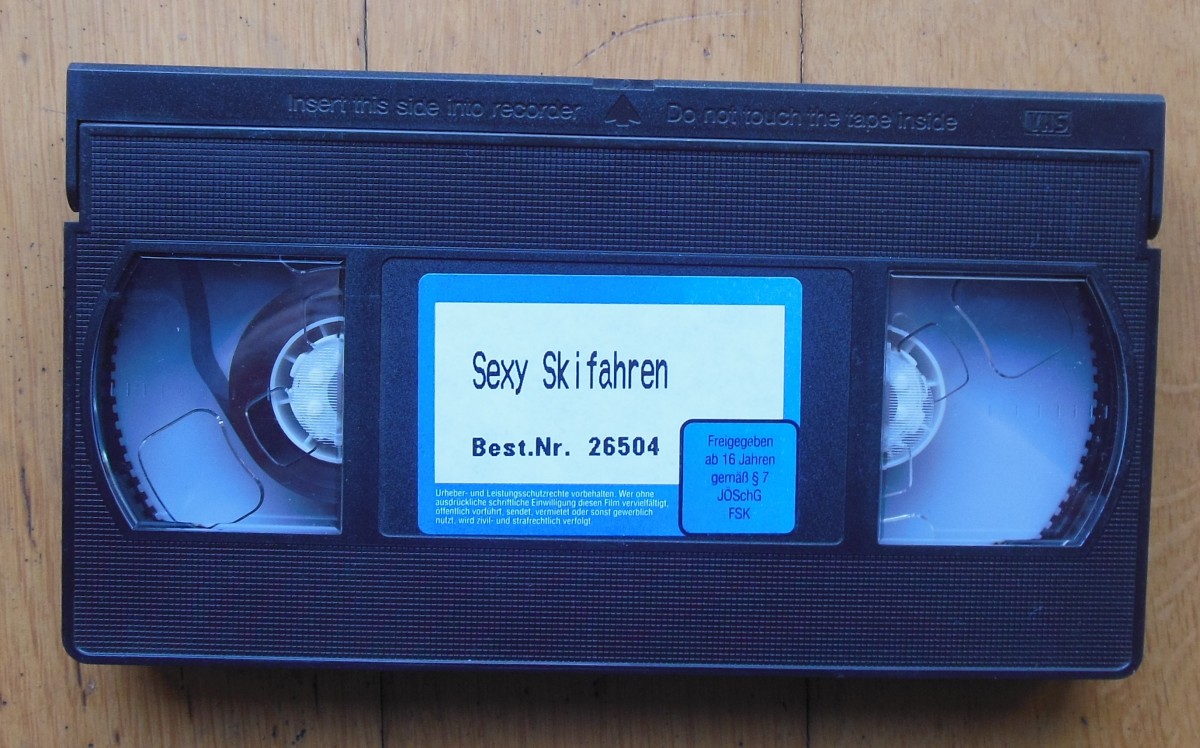 Insert this side into recorder
Do not touch the tape inside
VHS
Sexy Skifahren
Best.Nr. 26504
Freigegeben
ab 16 Jahren
gemäß § 7
JÖSchG
FSK
Urheber- und Leistungsschutzrechte vorbehalten. Wer ohne
ausdrückliche schriftliche Einwilligung diesen Film vervielfältigt,
öffentlich vorführt, sendet, vermietet oder sonst gewerblich
nutzt, wird zivil- und strafrechtlich verfolgt.